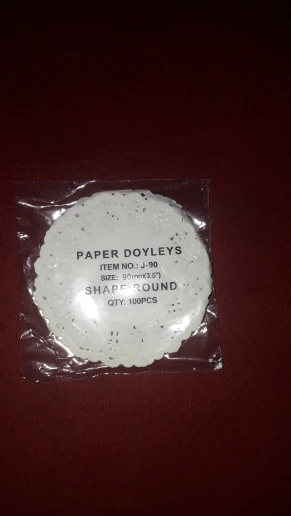 PAPER DOYLEYS
ITEM NO.: J-90
SIZE: 90mm(3.5")
SHAPE:ROUND
QTY: 100PCS